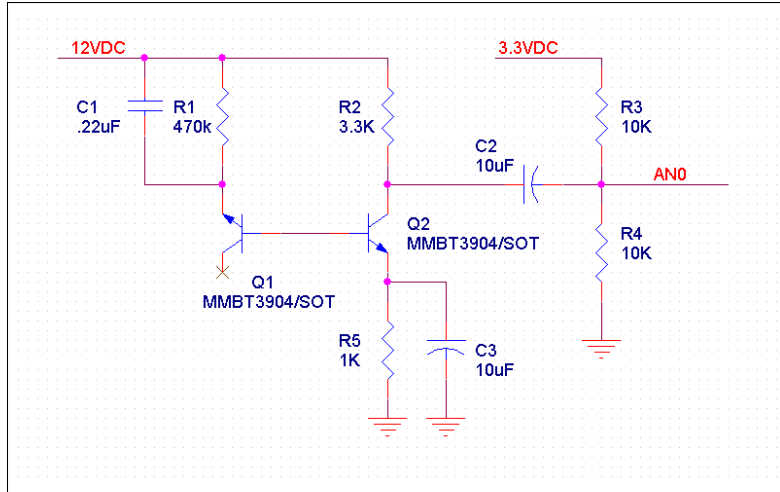 12VDC
3.3VDC
C1
.22uF
R1
470k
R2
3.3K
R3
10K
C2
10uF
AN0
Q2
MMBT3904/SOT
R4
10K
Q1
MMBT3904/SOT
R5
1K
C3
10uF